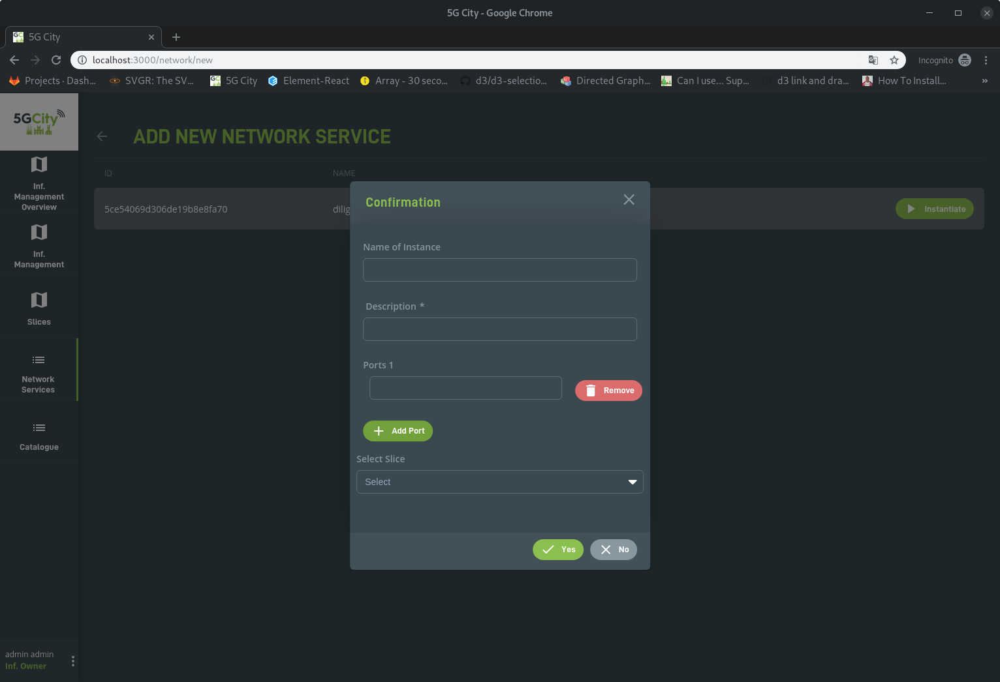 5G City - Google Chrome
5G City
localhost:3000/network/new
Incognito
Projects · Dash...
SVGR: The SV...
5G City
Element-React
Array - 30 seco...
d3/d3-selectio...
Directed Graph...
Can I use... Sup...
d3 link and dra...
How To Install...
»
5GCity
ADD NEW NETWORK SERVICE
ID
NAME
5ce54069d306de19b8e8fa70
dilig
Instantiate
Inf.
Management
Overview
Inf.
Management
Slices
Network
Services
Catalogue
admin admin
Inf. Owner
Confirmation
Name of Instance
Description *
Ports 1
Remove
Add Port
Select Slice
Select
Yes
No